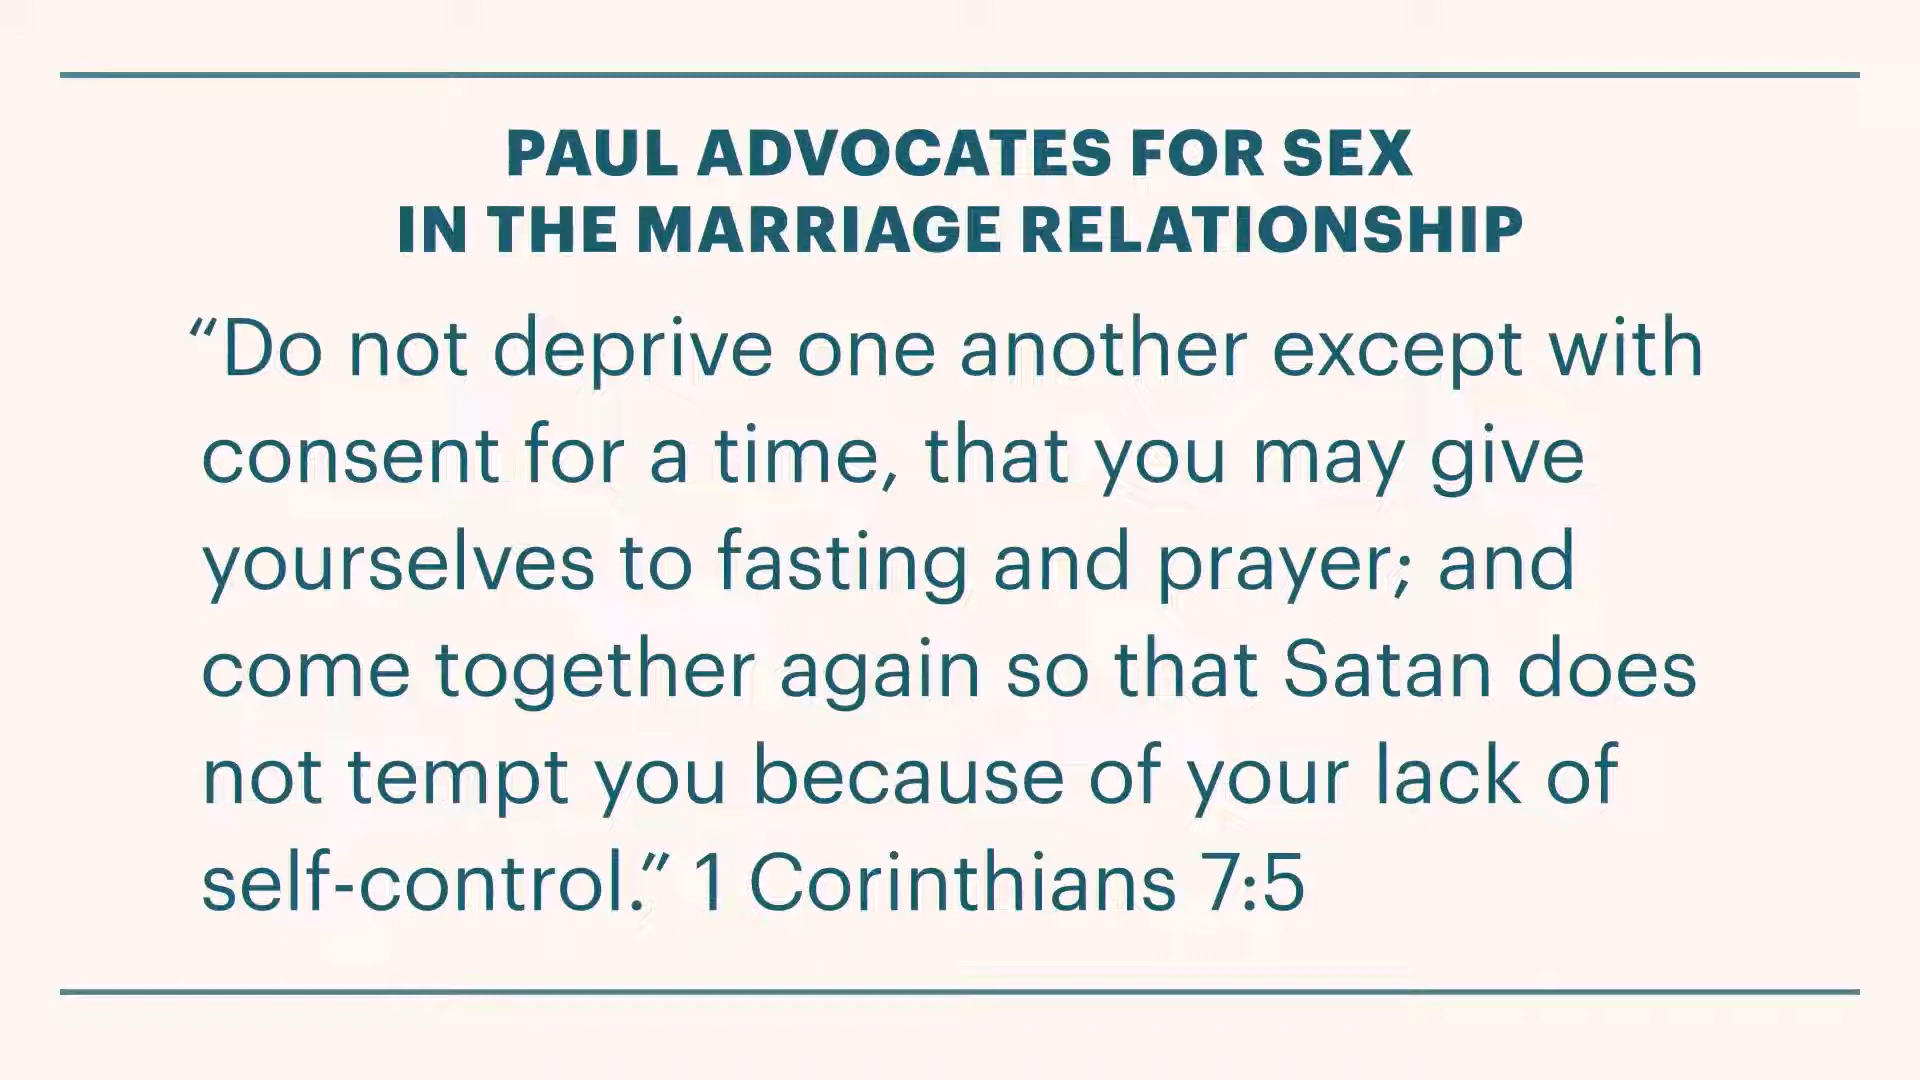 PAUL ADVOCATES FOR SEX
IN THE MARRIAGE RELATIONSHIP
“Do not deprive one another except with
consent for a time, that you may give
yourselves to fasting and prayer; and
come together again so that Satan does
not tempt you because of your lack of
self-control.” 1 Corinthians 7:5